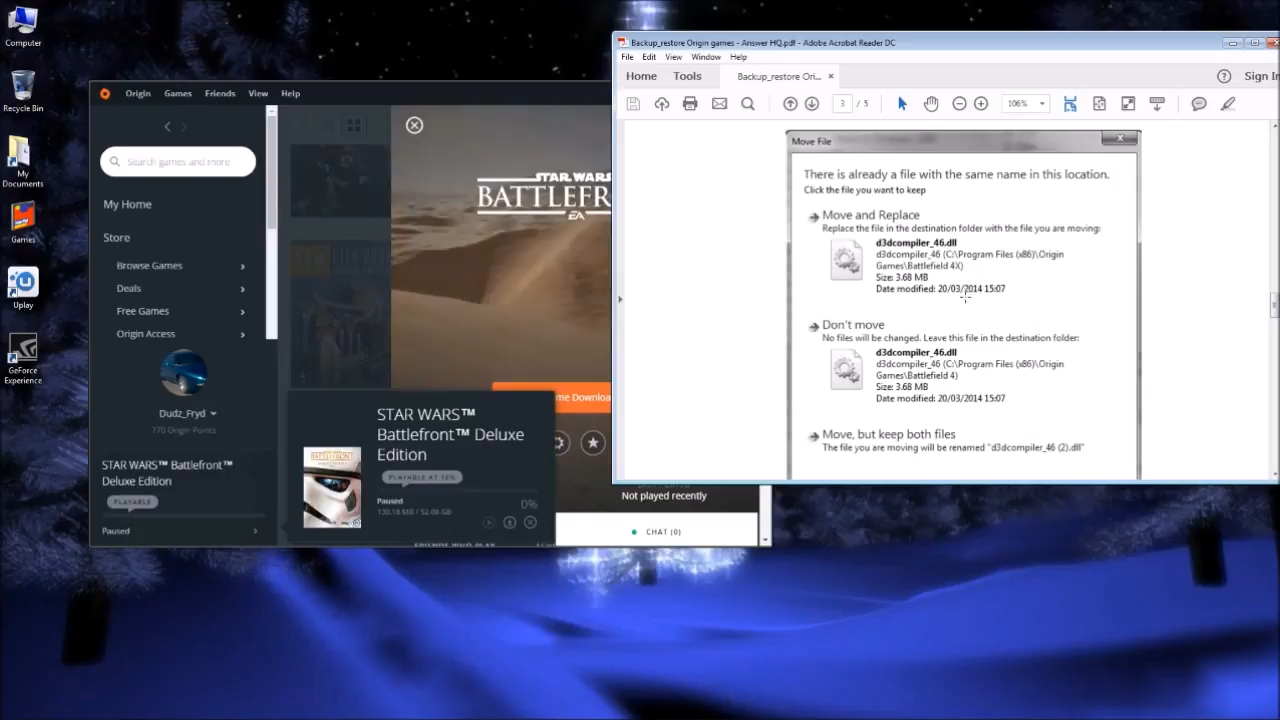 Computer
Recycle Bin
My
Documents
Games
Uplay
GeForce
Experience
Origin Games Friends View Help
Search games and more
My Home
Store
Browse Games
Deals
Free Games
Origin Access
Dudz_Fryd
770 Origin Points
STAR WARS™
Battlefront™ Deluxe Edition
PLAYABLE
Paused
STAR WARS
BATTLEFR
EA
me Downloa
STAR WARS™
Battlefront™ Deluxe
Edition
PLAYABLE AT 16%
Paused
0%
Not played recently
CHAT (0)
Backup_restore Origin games - Answer HQ.pdf - Adobe Acrobat Reader DC
File Edit View Window Help
Home Tools Backup_restore Ori... Sign In
3 / 5 106%
Move File
There is already a file with the same name in this location.
Click the file you want to keep
Move and Replace
Replace the file in the destination folder with the file you are moving:
d3dcompiler_46.dll
d3dcompiler_46 (C:\Program Files (x86)\Origin
Games\Battlefield 4X)
Size: 3.68 MB
Date modified: 20/03/2014 15:07
Don't move
No files will be changed. Leave this file in the destination folder:
d3dcompiler_46.dll
d3dcompiler_46 (C:\Program Files (x86)\Origin
Games\Battlefield 4)
Size: 3.68 MB
Date modified: 20/03/2014 15:07
Move, but keep both files
The file you are moving will be renamed "d3dcompiler_46 (2).dll"